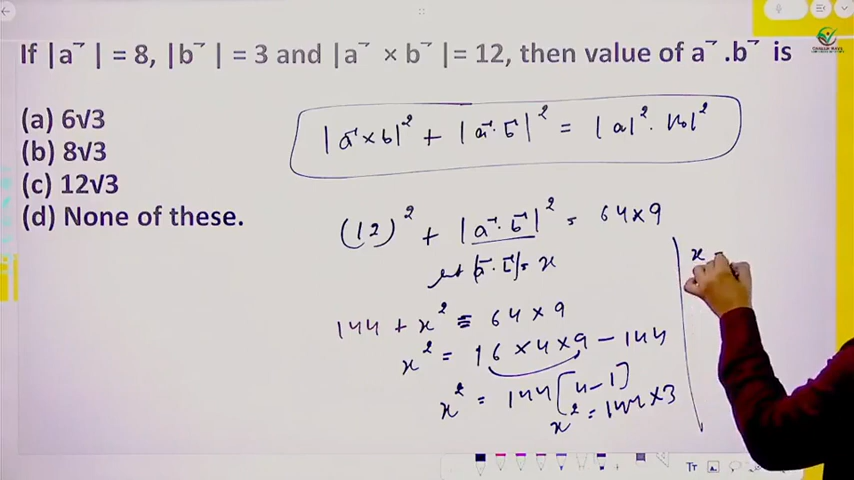 If |a⃗ | = 8, |b⃗ | = 3 and |a⃗ × b⃗ |= 12, then value of a⃗ .b⃗ is
(a) 6√3
(b) 8√3
(c) 12√3
(d) None of these.
|a⃗×b|² + |a⃗·b⃗|² = |a|²·|b|²
(12)² + |a⃗·b⃗|² = 64×9
let |a⃗·b⃗|= x
144 + x² = 64×9
x² = 16×4×9 – 144
x² = 144[4–1]
x² = 144×3
x
Tт